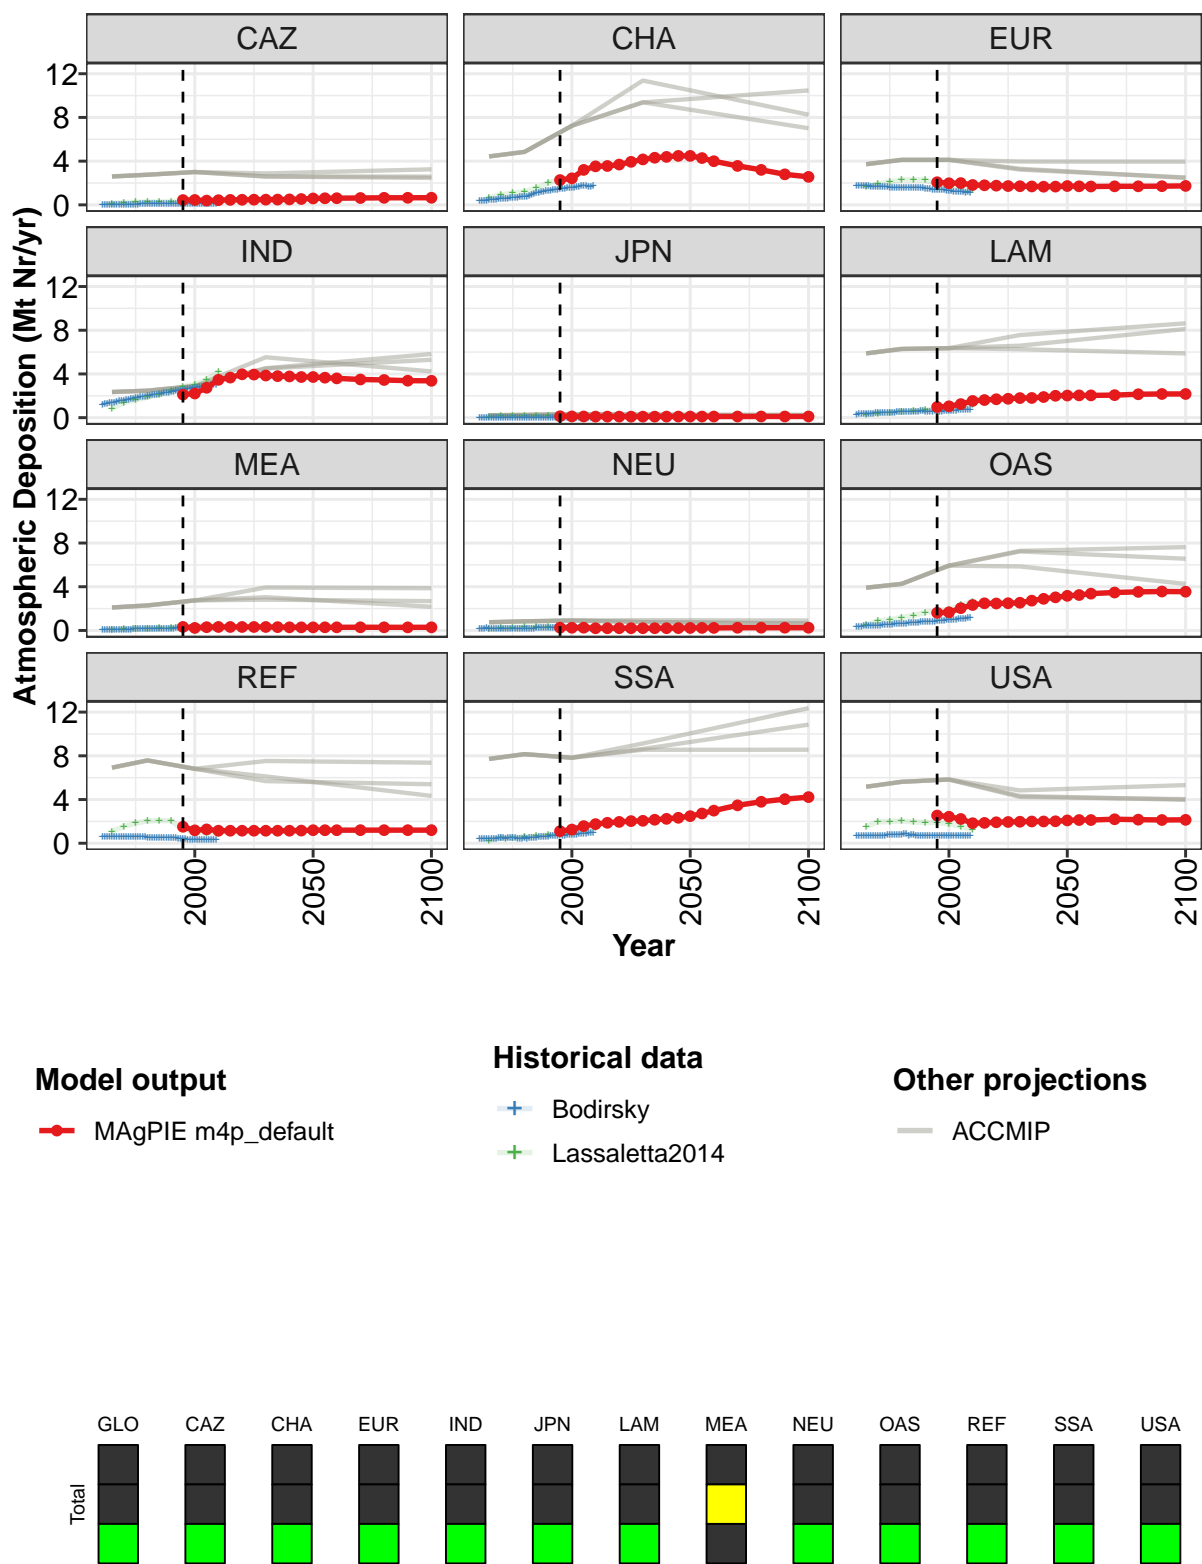 CAZ CHA EUR
12
8
4
0
IND JPN LAM
12
8
4
0
MEA NEU OAS
12
8
4
0
REF SSA USA
12
8
4
0
Atmospheric Deposition (Mt Nr/yr)
2000 2050 2100 2000 2050 2100 2000 2050 2100
Year
Model output
MAgPIE m4p_default
Historical data
Bodirsky
Lassaletta2014
Other projections
ACCMIP
GLO CAZ CHA EUR IND JPN LAM MEA NEU OAS REF SSA USA
Total